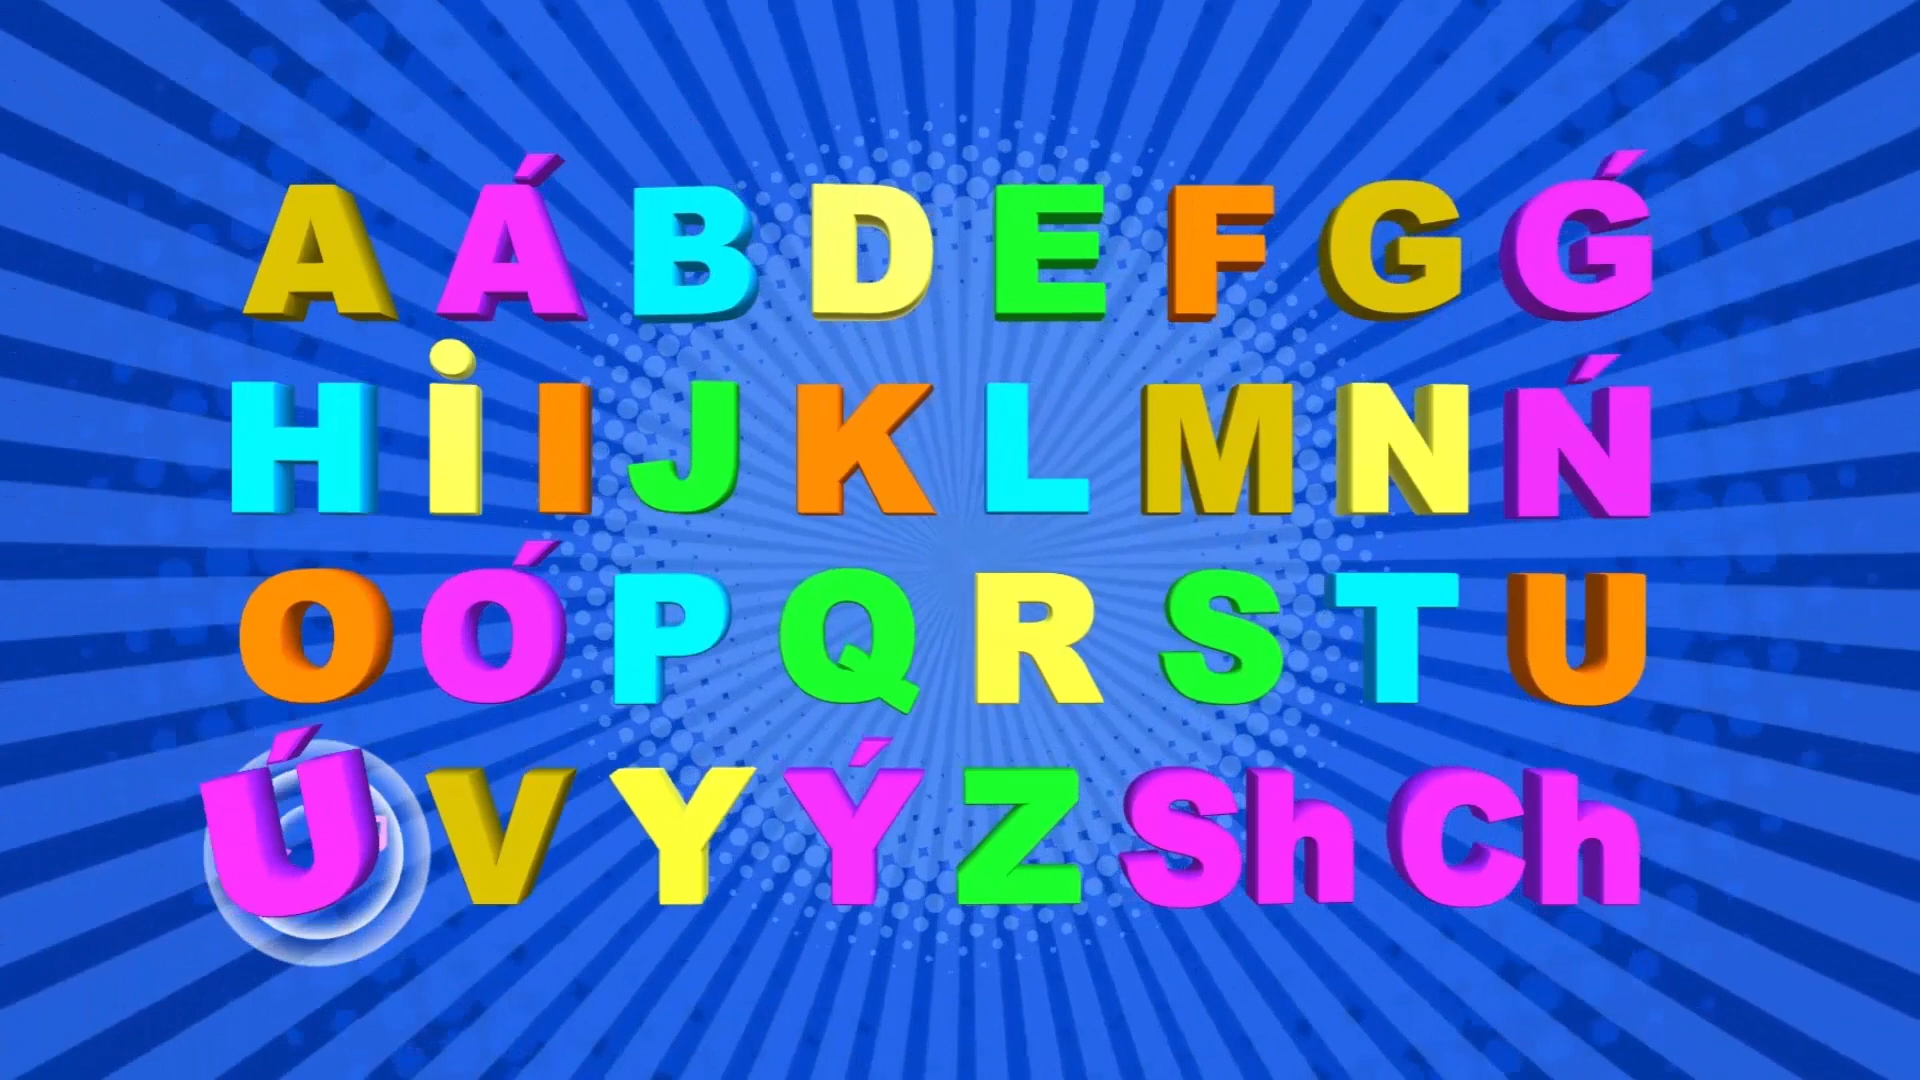 A Á B D E F G Ǵ
H i I J K L M N Ń
O Ó P Q R S T U
Ú V Y Ý Z Sh Ch